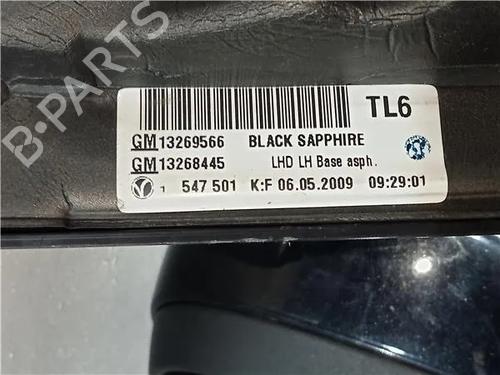 TL6
GM13269566 BLACK SAPPHIRE
GM13268445 LHD LH Base asph.
1 547 501 K:F 06.05.2009 09:29:01
B-PARTS